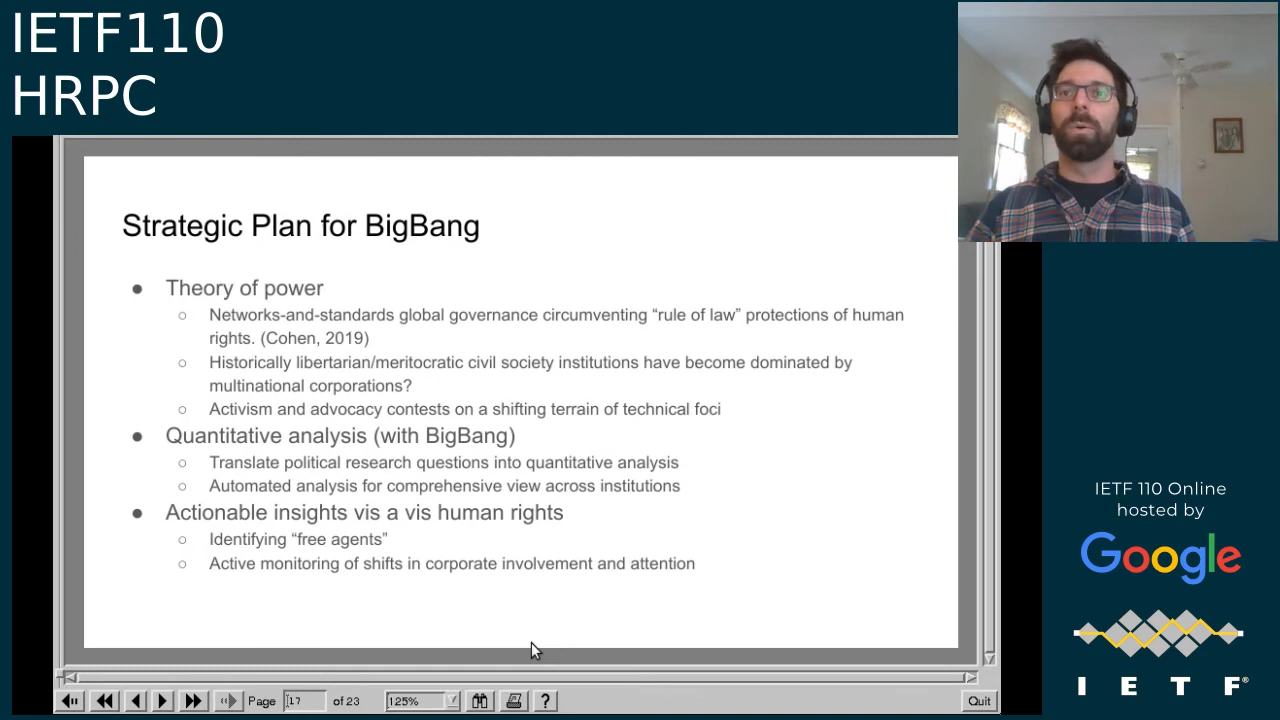 IETF110
HRPC
Strategic Plan for BigBang
● Theory of power
○ Networks-and-standards global governance circumventing “rule of law” protections of human
rights. (Cohen, 2019)
○ Historically libertarian/meritocratic civil society institutions have become dominated by
multinational corporations?
○ Activism and advocacy contests on a shifting terrain of technical foci
● Quantitative analysis (with BigBang)
○ Translate political research questions into quantitative analysis
○ Automated analysis for comprehensive view across institutions
● Actionable insights vis a vis human rights
○ Identifying “free agents”
○ Active monitoring of shifts in corporate involvement and attention
IETF 110 Online
hosted by
Google
I E T F®
Page 17 of 23 125% ? Quit